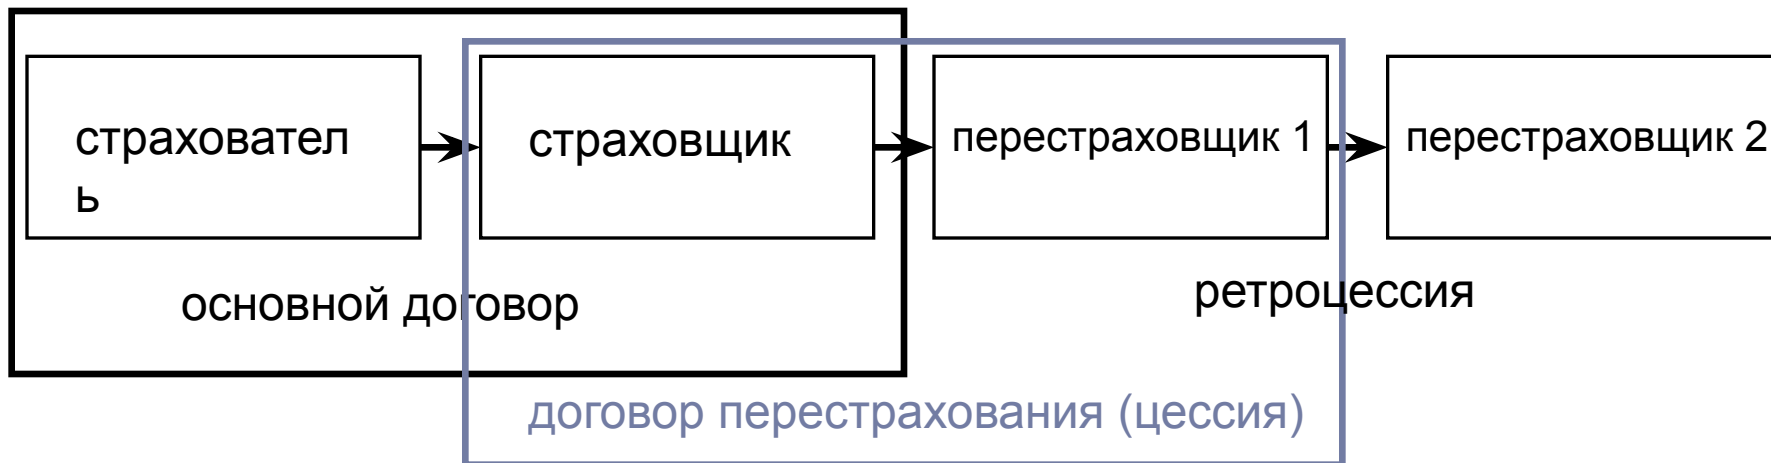 страховател
ь
страховщик
перестраховщик 1
перестраховщик 2
основной договор
ретроцессия
договор перестрахования (цессия)